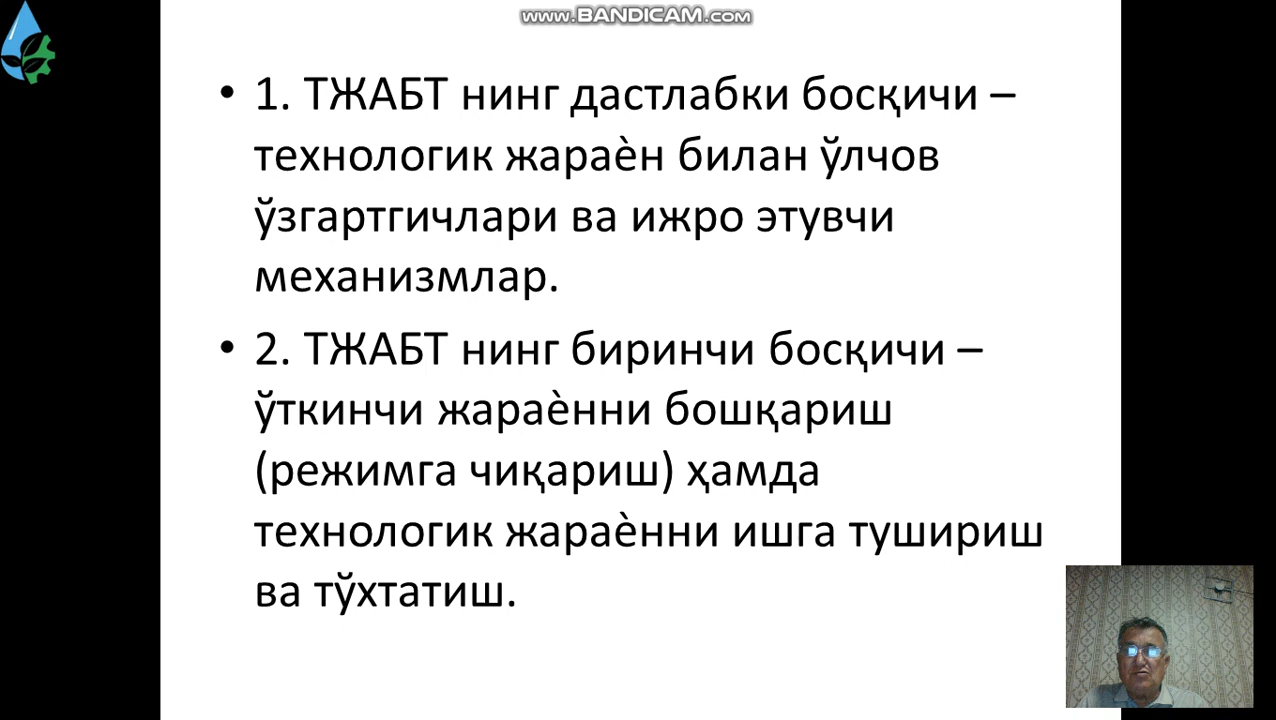 www.BANDICAM.com
• 1. ТЖАБТ нинг дастлабки босқичи –
технологик жараѐн билан ўлчов
ўзгартгичлари ва ижро этувчи
механизмлар.
• 2. ТЖАБТ нинг биринчи босқичи –
ўткинчи жараѐнни бошқариш
(режимга чиқариш) ҳамда
технологик жараѐнни ишга тушириш
ва тўхтатиш.